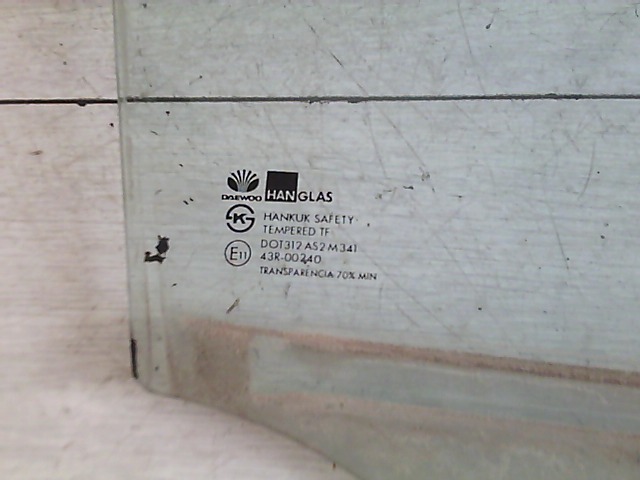 DAEWOO HANGLAS
HANKUK SAFETY
TEMPERED TF
DOT312 AS2 M341
E11 43R-00240
TRANSPARENCIA 70% MIN